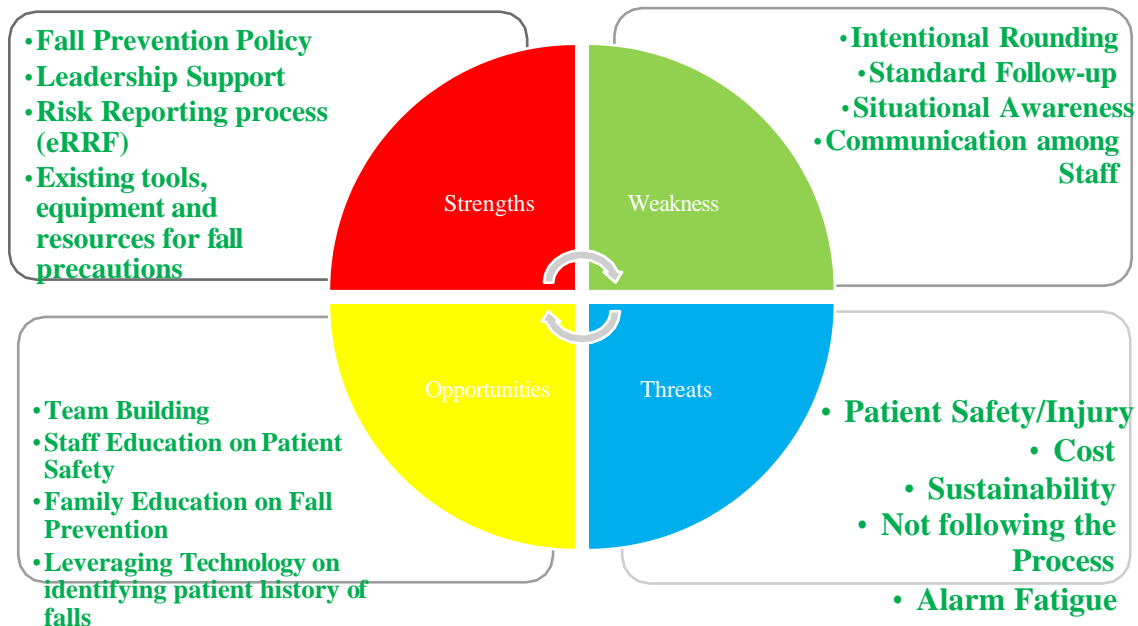 •Fall Prevention Policy
•Leadership Support
•Risk Reporting process
(eRRF)
•Existing tools,
equipment and
resources for fall
precautions
Strengths
•Intentional Rounding
•Standard Follow-up
•Situational Awareness
•Communication among
Staff
Weakness
•Team Building
•Staff Education on Patient
Safety
•Family Education on Fall
Prevention
•Leveraging Technology on
identifying patient history of
falls
Opportunities
Threats
• Patient Safety/Injury
• Cost
• Sustainability
• Not following the
Process
• Alarm Fatigue